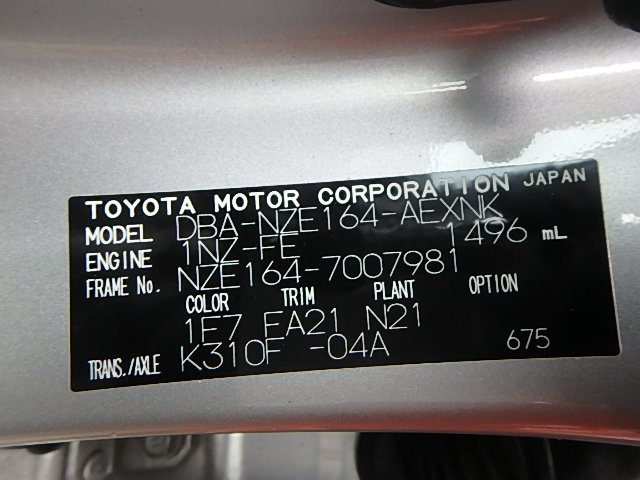 TOYOTA MOTOR CORPORATION JAPAN
MODEL DBA-NZE164-AEXNK
ENGINE 1NZ-FE 1496 mL
FRAME No. NZE164-7007981
COLOR TRIM PLANT OPTION
1F7 FA21 N21
TRANS./AXLE K310F -04A 675